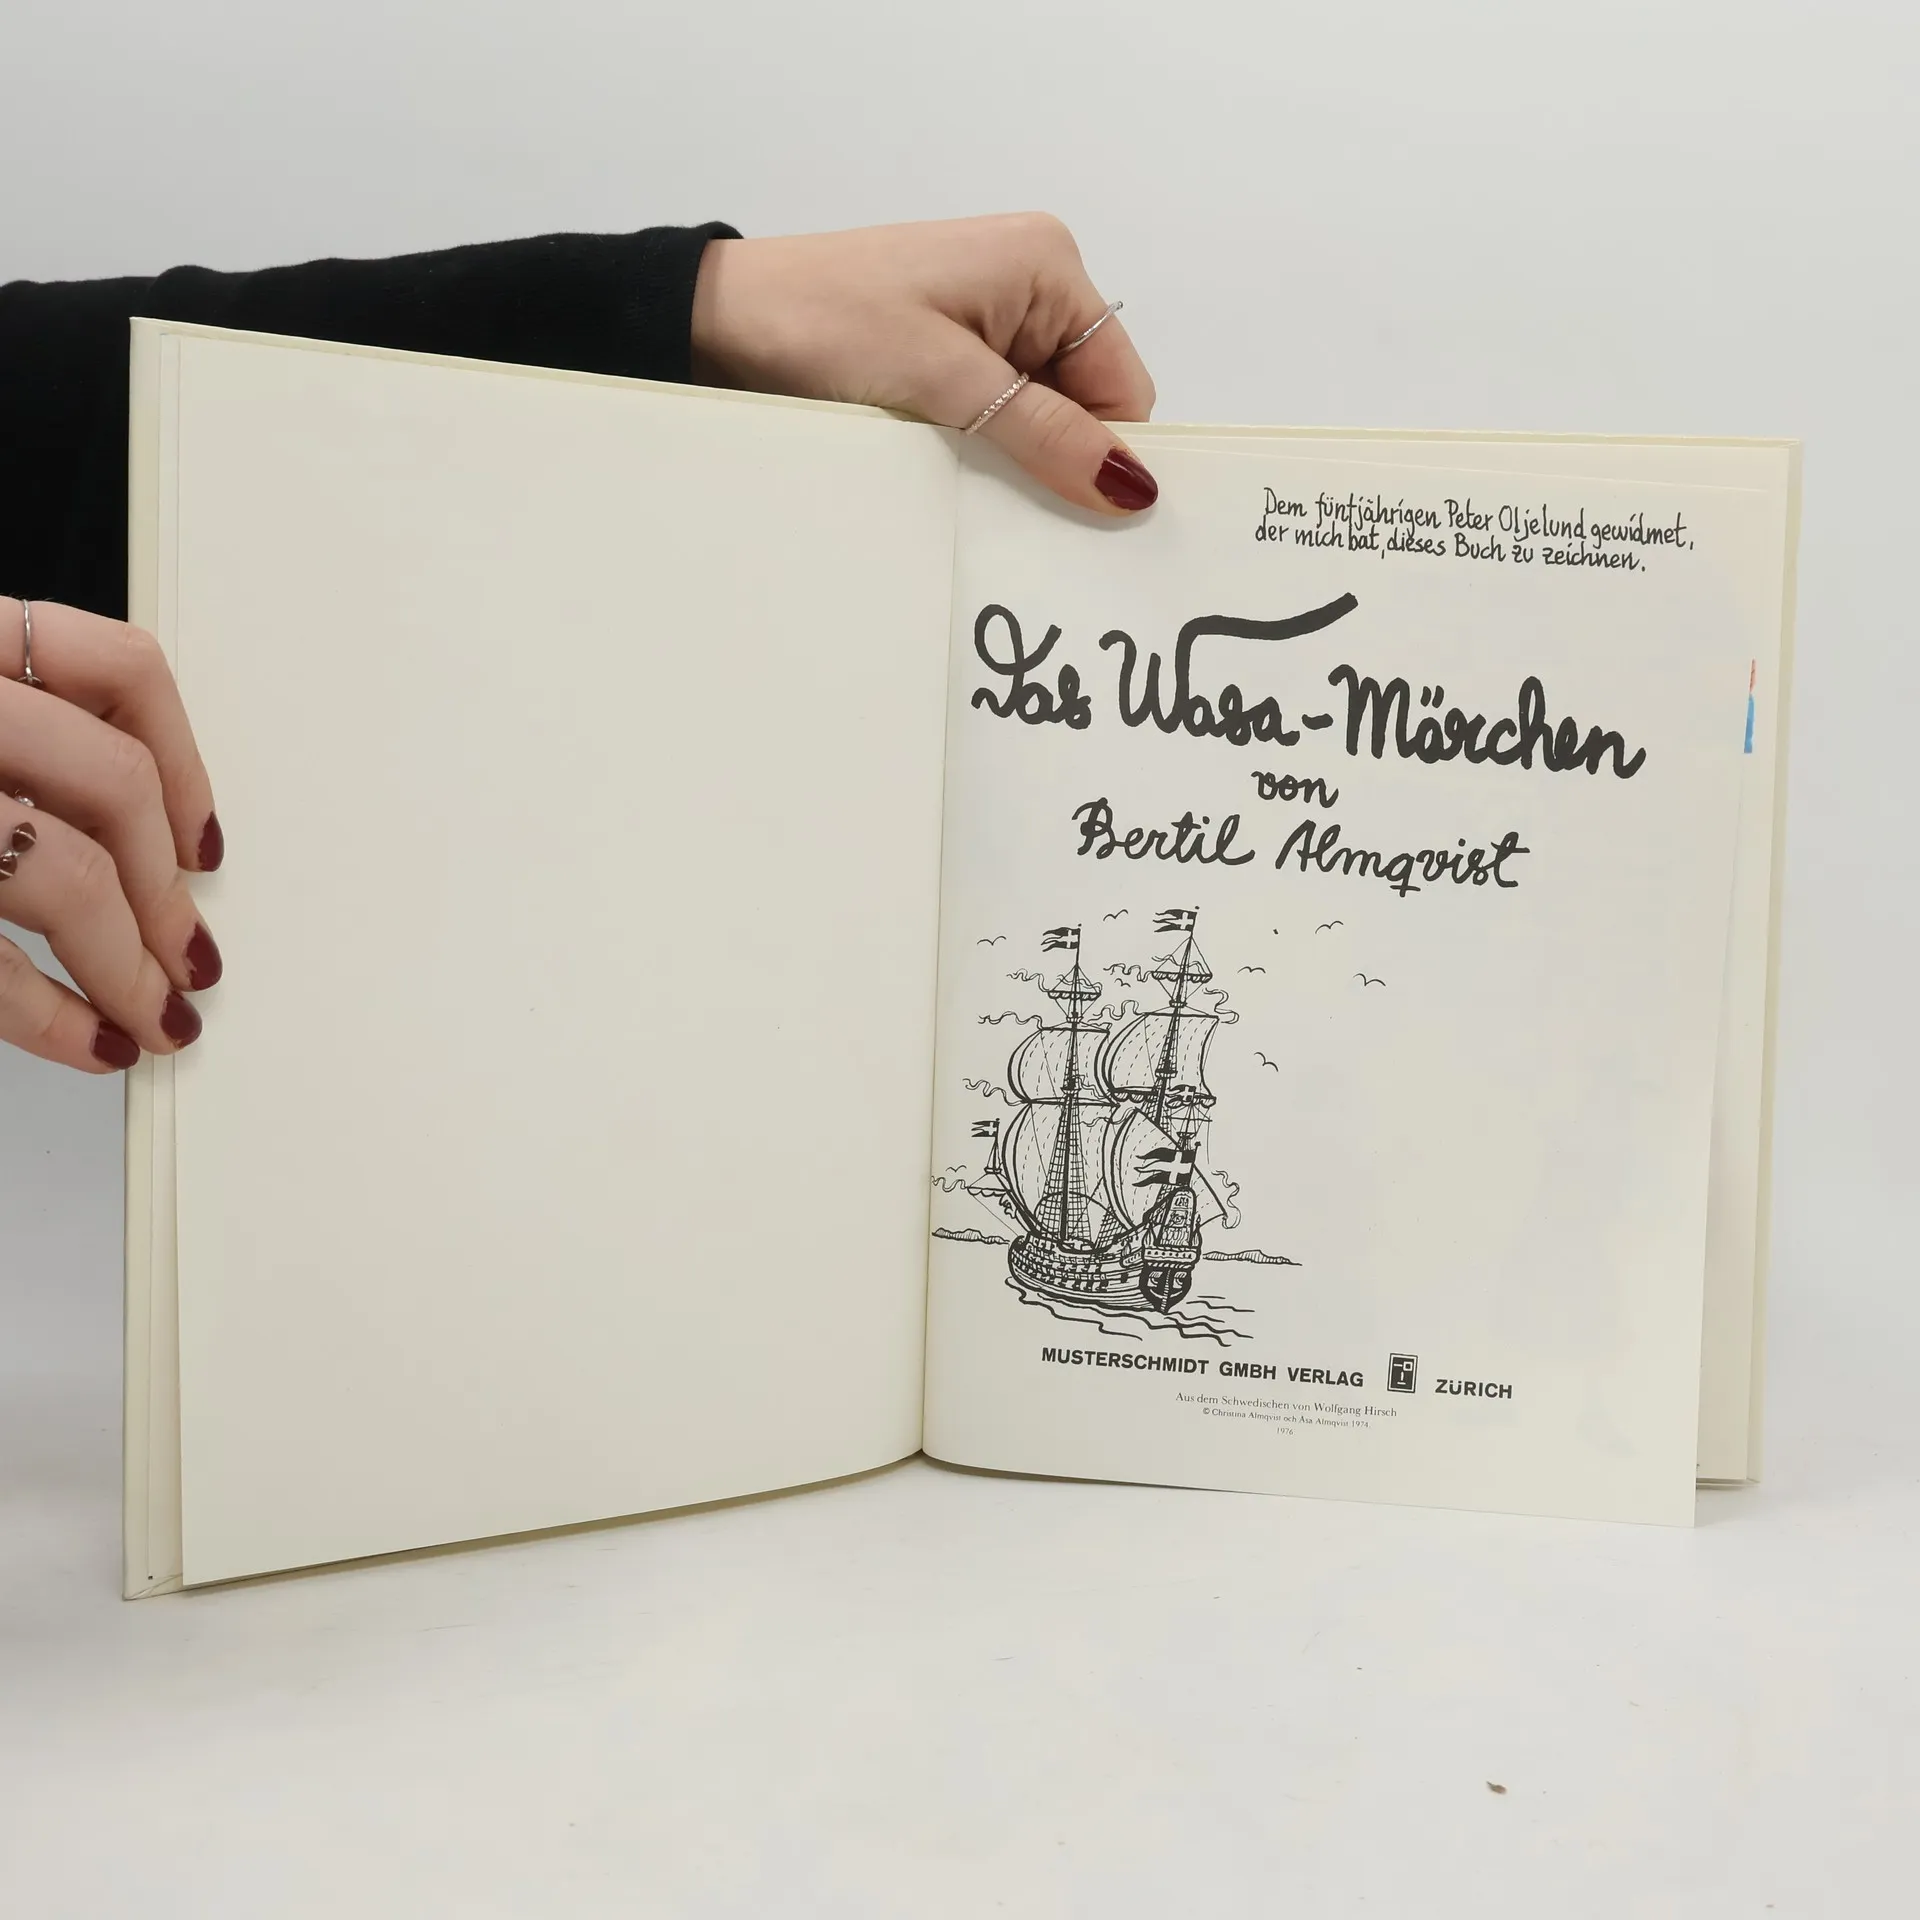 Dem fünfjährigen Peter Oljelund gewidmet,
der mich bat, dieses Buch zu zeichnen.
Das Wasa-Märchen
von
Bertil Almqvist
MUSTERSCHMIDT GMBH VERLAG ZÜRICH
Aus dem Schwedischen von Wolfgang Hirsch
© Christina Almqvist och Åsa Almqvist 1974
1976